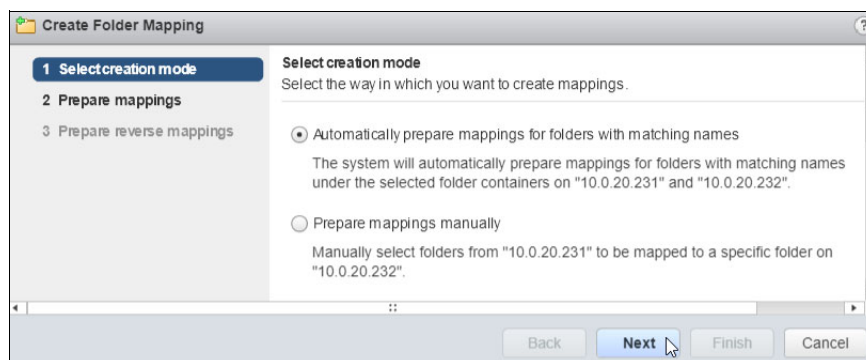 Create Folder Mapping
?
1 Select creation mode
2 Prepare mappings
3 Prepare reverse mappings
Select creation mode
Select the way in which you want to create mappings.
Automatically prepare mappings for folders with matching names
The system will automatically prepare mappings for folders with matching names
under the selected folder containers on "10.0.20.231" and "10.0.20.232".
Prepare mappings manually
Manually select folders from "10.0.20.231" to be mapped to a specific folder on
"10.0.20.232".
Back Next Finish Cancel